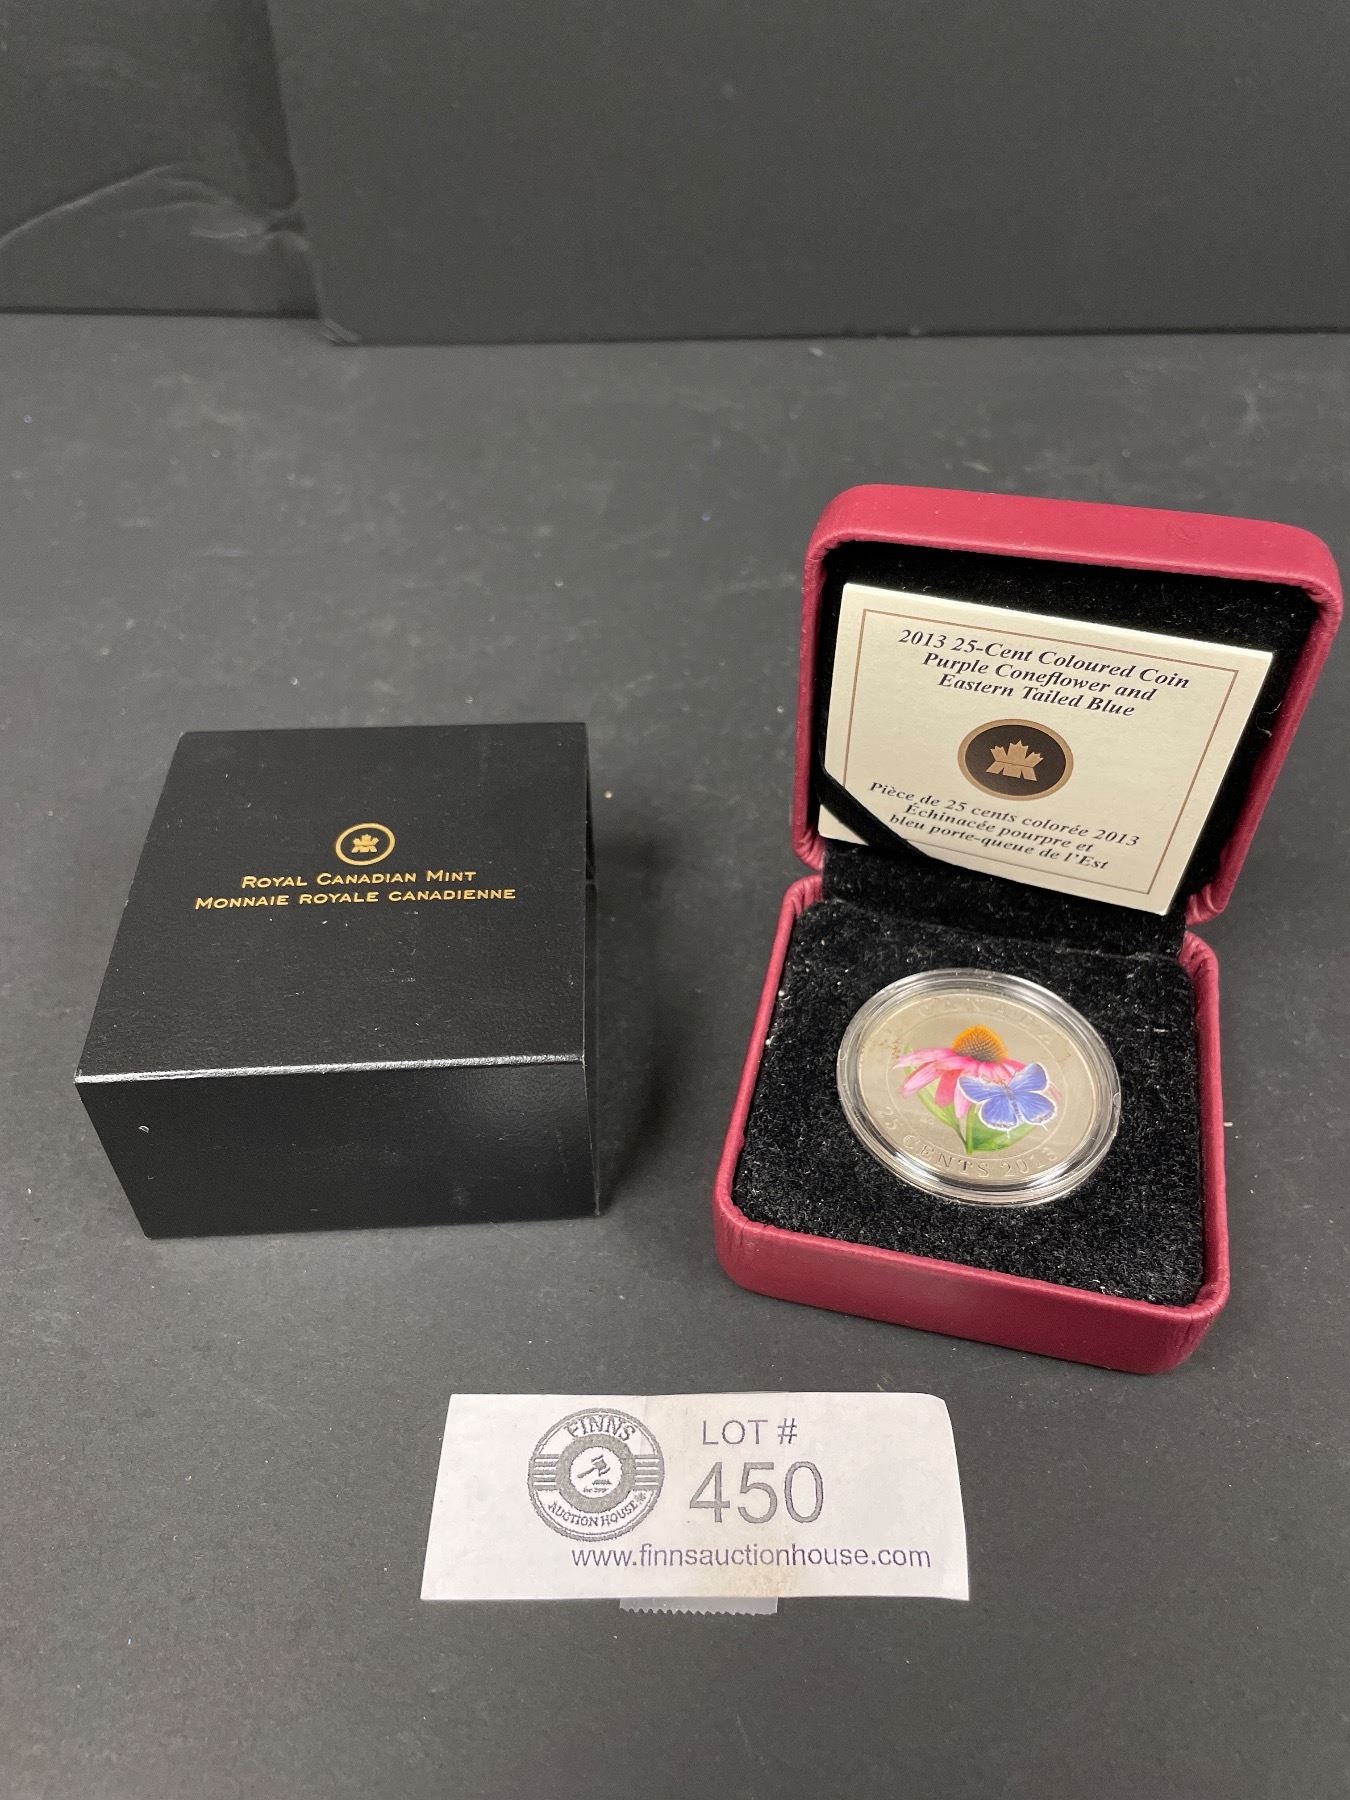 2013 25-Cent Coloured Coin
Purple Coneflower and
Eastern Tailed Blue
Pièce de 25 cents colorée 2013
Échinacée pourpre et
bleu porte-queue de l'Est
ROYAL CANADIAN MINT
MONNAIE ROYALE CANADIENNE
CANADA
25 CENTS 2013
FINNS
AUCTION HOUSE
LOT #
450
www.finnsauctionhouse.com